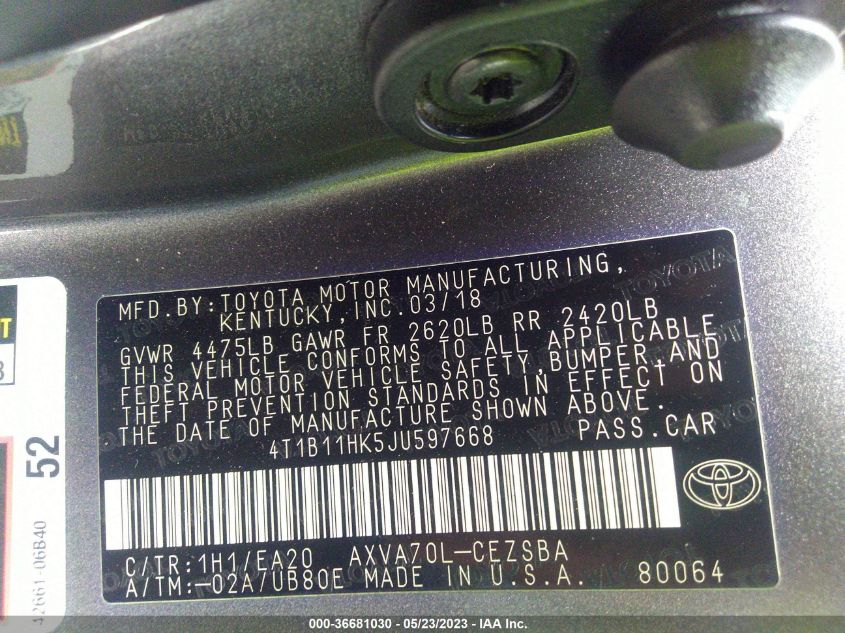 MFD.BY:TOYOTA MOTOR MANUFACTURING,
KENTUCKY,INC.03/18
GVWR 4475LB GAWR FR 2620LB RR 2420LB
THIS VEHICLE CONFORMS TO ALL APPLICABLE
FEDERAL MOTOR VEHICLE SAFETY,BUMPER,AND
THEFT PREVENTION STANDARDS IN EFFECT ON
THE DATE OF MANUFACTURE SHOWN ABOVE.
4T1B11HK5JU597668 PASS.CAR
C/TR:1H1/EA20 AXVA70L-CEZSBA
A/TM:-02A/UB80E MADE IN U.S.A. 80064
52
42661-06B40
000-36681030 - 05/23/2023 - IAA Inc.